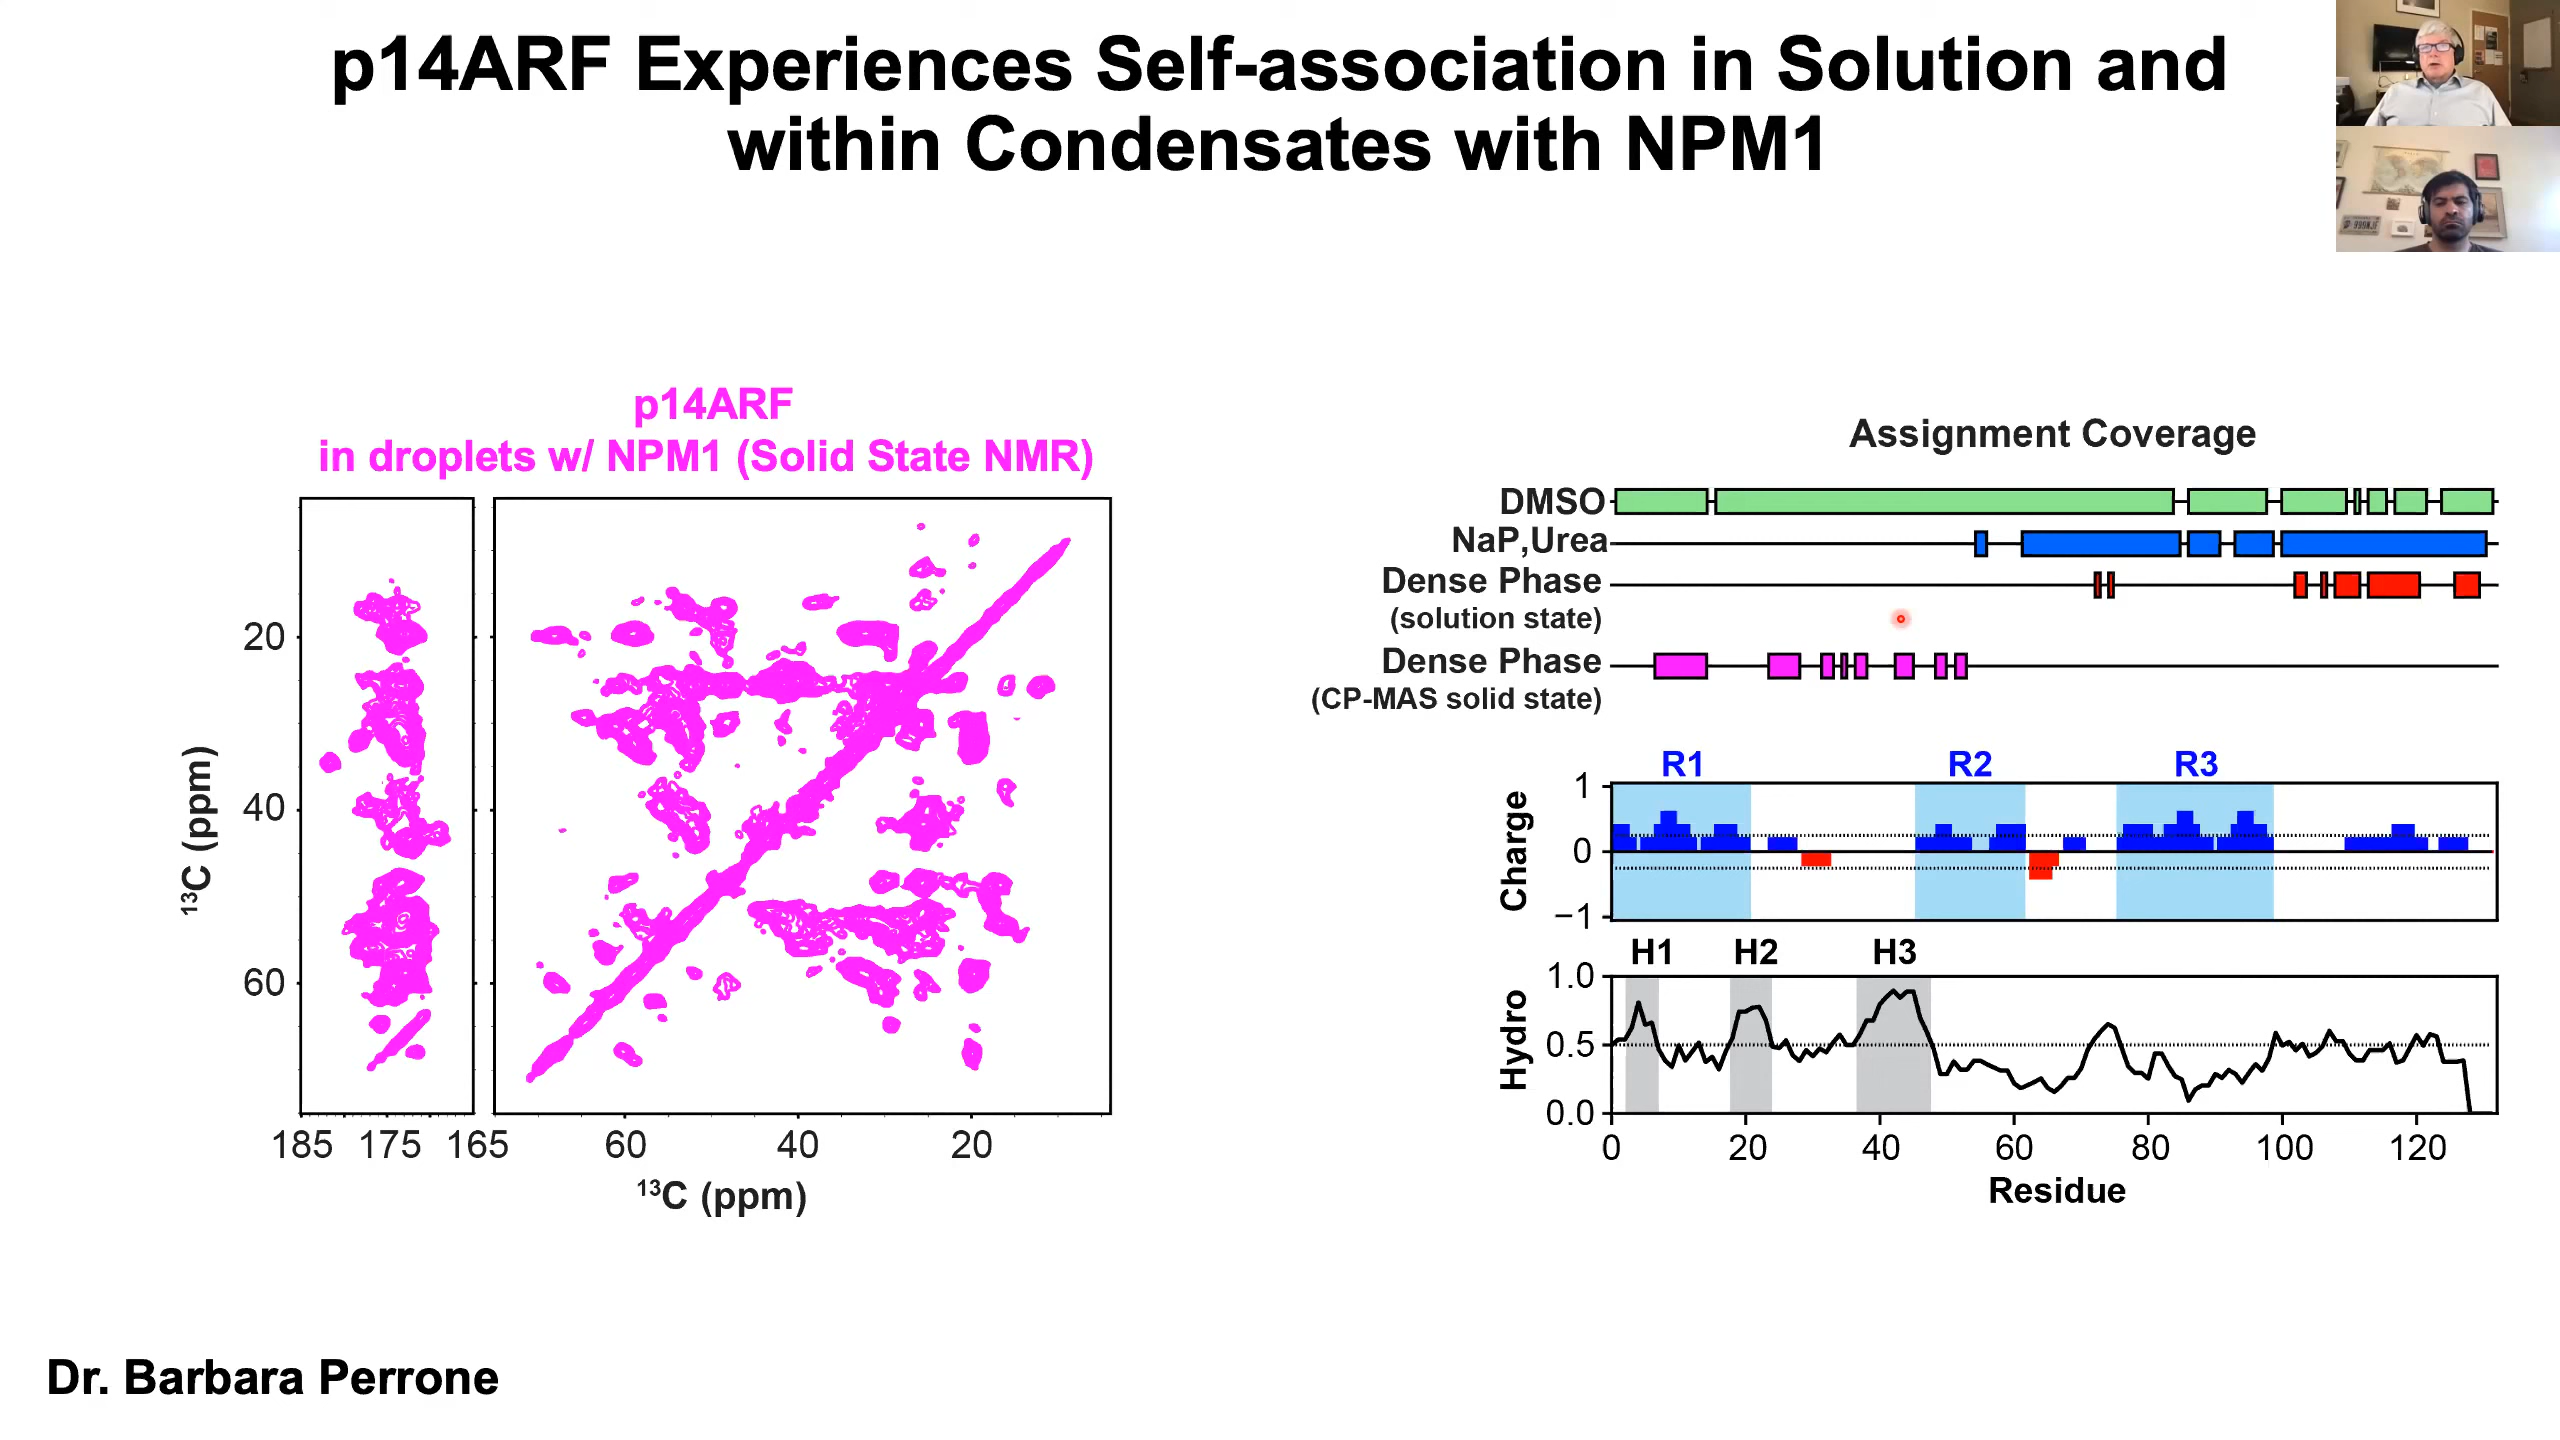 p14ARF Experiences Self-association in Solution and
within Condensates with NPM1
p14ARF
in droplets w/ NPM1 (Solid State NMR)
20
40
60
13C (ppm)
185 175 165
60 40 20
13C (ppm)
Assignment Coverage
DMSO
NaP,Urea
Dense Phase
(solution state)
Dense Phase
(CP-MAS solid state)
R1 R2 R3
Charge
1
0
−1
H1 H2 H3
Hydro
1.0
0.5
0.0
0 20 40 60 80 100 120
Residue
Dr. Barbara Perrone